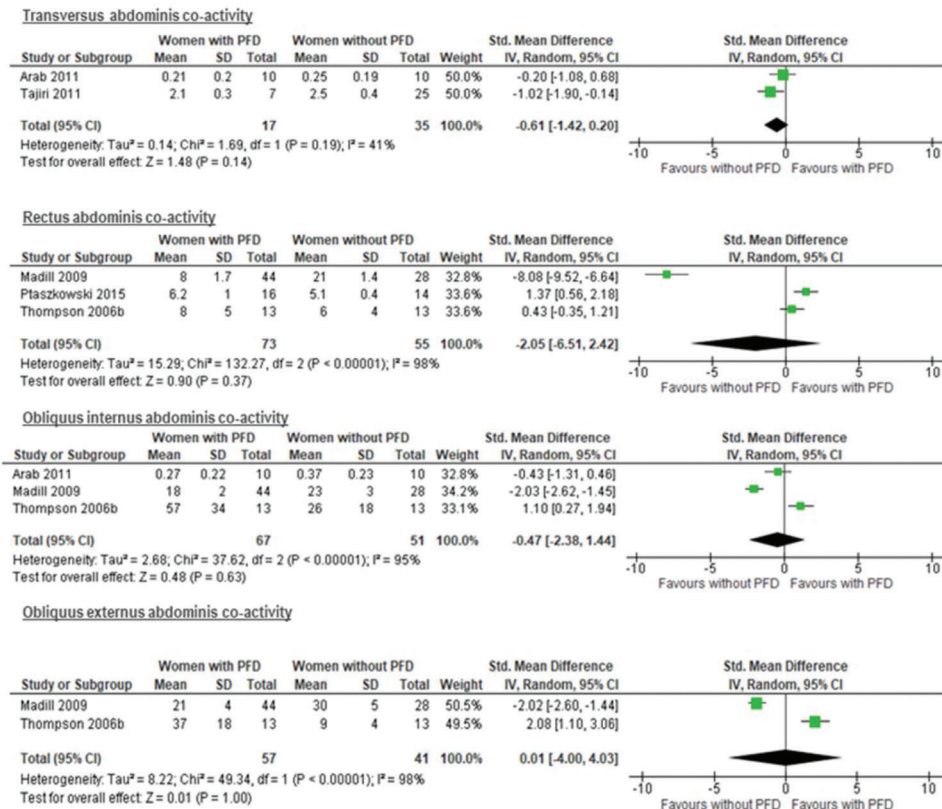 Transversus abdominis co-activity
Women with PFD Women without PFD Std. Mean Difference Std. Mean Difference
Study or Subgroup Mean SD Total Mean SD Total Weight IV, Random, 95% CI IV, Random, 95% CI
Arab 2011 0.21 0.2 10 0.25 0.19 10 50.0% -0.20 [-1.08, 0.68]
Tajiri 2011 2.1 0.3 7 2.5 0.4 25 50.0% -1.02 [-1.90, -0.14]
Total (95% CI) 17 35 100.0% -0.61 [-1.42, 0.20]
Heterogeneity: Tau² = 0.14; Chi² = 1.69, df = 1 (P = 0.19); I² = 41%
Test for overall effect: Z = 1.48 (P = 0.14)
-10 -5 0 5 10
Favours without PFD Favours with PFD
Rectus abdominis co-activity
Women with PFD Women without PFD Std. Mean Difference Std. Mean Difference
Study or Subgroup Mean SD Total Mean SD Total Weight IV, Random, 95% CI IV, Random, 95% CI
Madill 2009 8 1.7 44 21 1.4 28 32.8% -8.08 [-9.52, -6.64]
Ptaszkowski 2015 6.2 1 16 5.1 0.4 14 33.6% 1.37 [0.56, 2.18]
Thompson 2006b 8 5 13 6 4 13 33.6% 0.43 [-0.35, 1.21]
Total (95% CI) 73 55 100.0% -2.05 [-6.51, 2.42]
Heterogeneity: Tau² = 15.29; Chi² = 132.27, df = 2 (P < 0.00001); I² = 98%
Test for overall effect: Z = 0.90 (P = 0.37)
-10 -5 0 5 10
Favours without PFD Favours with PFD
Obliquus internus abdominis co-activity
Women with PFD Women without PFD Std. Mean Difference Std. Mean Difference
Study or Subgroup Mean SD Total Mean SD Total Weight IV, Random, 95% CI IV, Random, 95% CI
Arab 2011 0.27 0.22 10 0.37 0.23 10 32.8% -0.43 [-1.31, 0.46]
Madill 2009 18 2 44 23 3 28 34.2% -2.03 [-2.62, -1.45]
Thompson 2006b 57 34 13 26 18 13 33.1% 1.10 [0.27, 1.94]
Total (95% CI) 67 51 100.0% -0.47 [-2.38, 1.44]
Heterogeneity: Tau² = 2.68; Chi² = 37.62, df = 2 (P < 0.00001); I² = 95%
Test for overall effect: Z = 0.48 (P = 0.63)
-10 -5 0 5 10
Favours without PFD Favours with PFD
Obliquus externus abdominis co-activity
Women with PFD Women without PFD Std. Mean Difference Std. Mean Difference
Study or Subgroup Mean SD Total Mean SD Total Weight IV, Random, 95% CI IV, Random, 95% CI
Madill 2009 21 4 44 30 5 28 50.5% -2.02 [-2.60, -1.44]
Thompson 2006b 37 18 13 9 4 13 49.5% 2.08 [1.10, 3.06]
Total (95% CI) 57 41 100.0% 0.01 [-4.00, 4.03]
Heterogeneity: Tau² = 8.22; Chi² = 49.34, df = 1 (P < 0.00001); I² = 98%
Test for overall effect: Z = 0.01 (P = 1.00)
-10 -5 0 5 10
Favours without PFD Favours with PFD